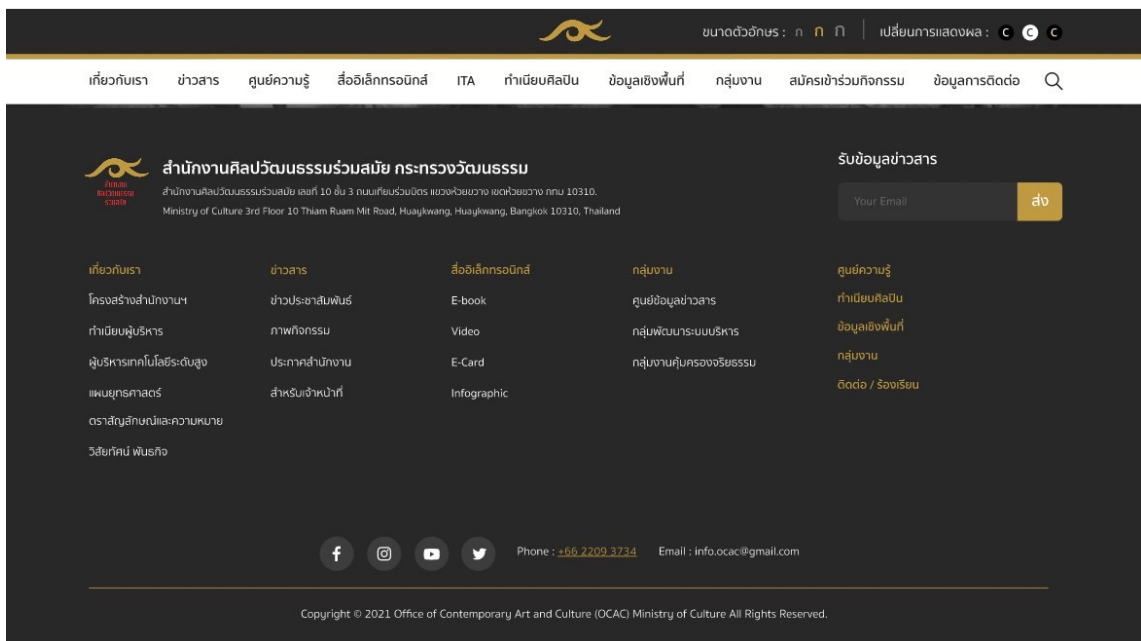 ขนาดตัวอักษร : ก ก ก เปลี่ยนการแสดงผล : C C C
เกี่ยวกับเรา ข่าวสาร ศูนย์ความรู้ สื่ออิเล็กทรอนิกส์ ITA ทำเนียบศิลปิน ข้อมูลเชิงพื้นที่ กลุ่มงาน สมัครเข้าร่วมกิจกรรม ข้อมูลการติดต่อ
สำนักงาน
ศิลปวัฒนธรรม
ร่วมสมัย
สำนักงานศิลปวัฒนธรรมร่วมสมัย กระทรวงวัฒนธรรม
สำนักงานศิลปวัฒนธรรมร่วมสมัย เลขที่ 10 ชั้น 3 ถนนเทียมร่วมมิตร แขวงห้วยขวาง เขตห้วยขวาง กทม 10310.
Ministry of Culture 3rd Floor 10 Thiam Ruam Mit Road, Huaykwang, Huaykwang, Bangkok 10310, Thailand
รับข้อมูลข่าวสาร
Your Email ส่ง
เกี่ยวกับเรา
โครงสร้างสำนักงานฯ
ทำเนียบผู้บริหาร
ผู้บริหารเทคโนโลยีระดับสูง
แผนยุทธศาสตร์
ตราสัญลักษณ์และความหมาย
วิสัยทัศน์ พันธกิจ
ข่าวสาร
ข่าวประชาสัมพันธ์
ภาพกิจกรรม
ประกาศสำนักงาน
สำหรับเจ้าหน้าที่
สื่ออิเล็กทรอนิกส์
E-book
Video
E-Card
Infographic
กลุ่มงาน
ศูนย์ข้อมูลข่าวสาร
กลุ่มพัฒนาระบบบริหาร
กลุ่มงานคุ้มครองจริยธรรม
ศูนย์ความรู้
ทำเนียบศิลปิน
ข้อมูลเชิงพื้นที่
กลุ่มงาน
ติดต่อ / ร้องเรียน
Phone : +66 2209 3734 Email : info.ocac@gmail.com
Copyright © 2021 Office of Contemporary Art and Culture (OCAC) Ministry of Culture All Rights Reserved.